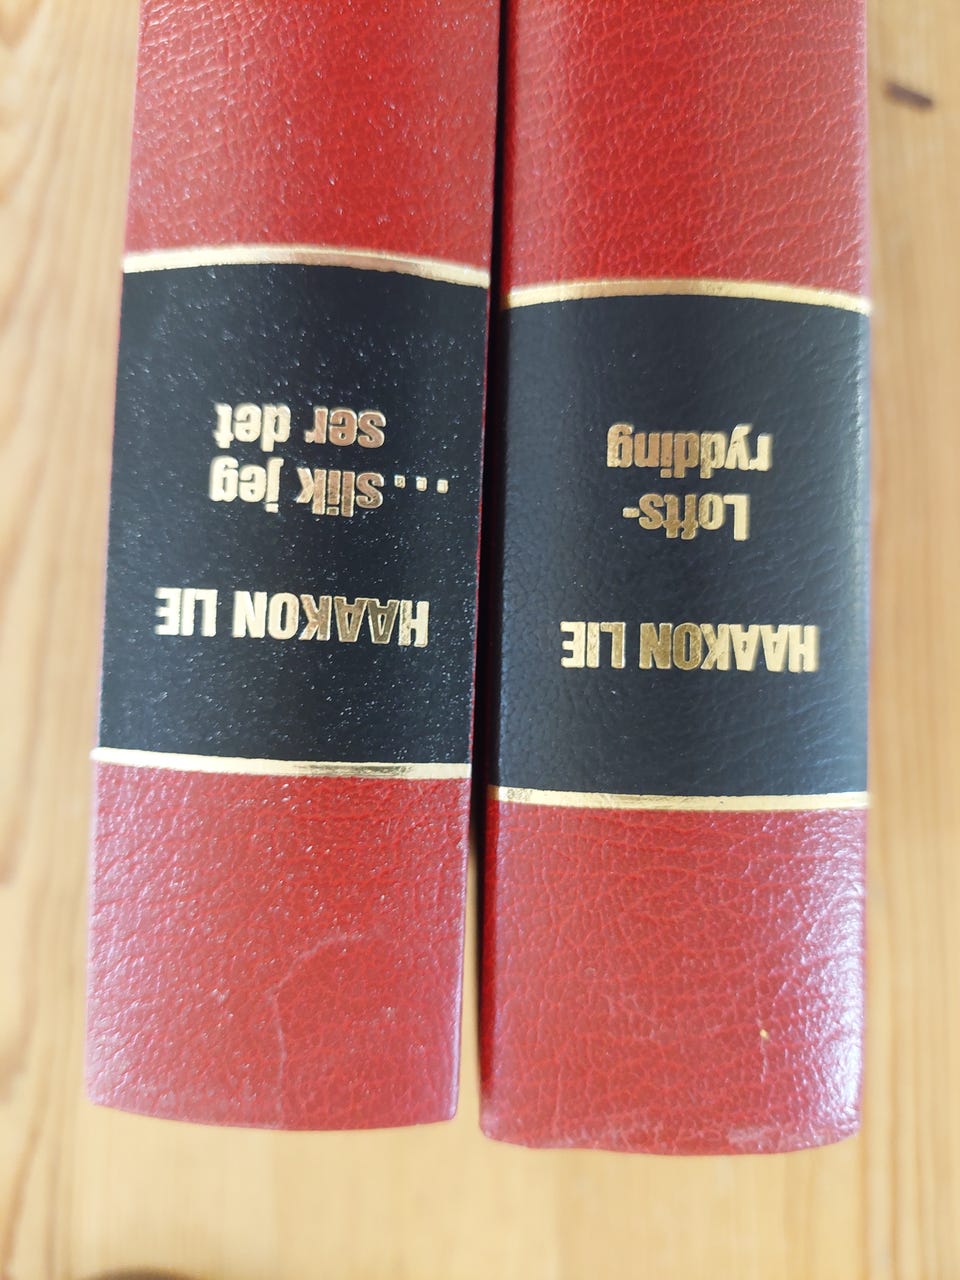 HAAKON LIE
...slik jeg
ser det
HAAKON LIE
Lofts-
rydding